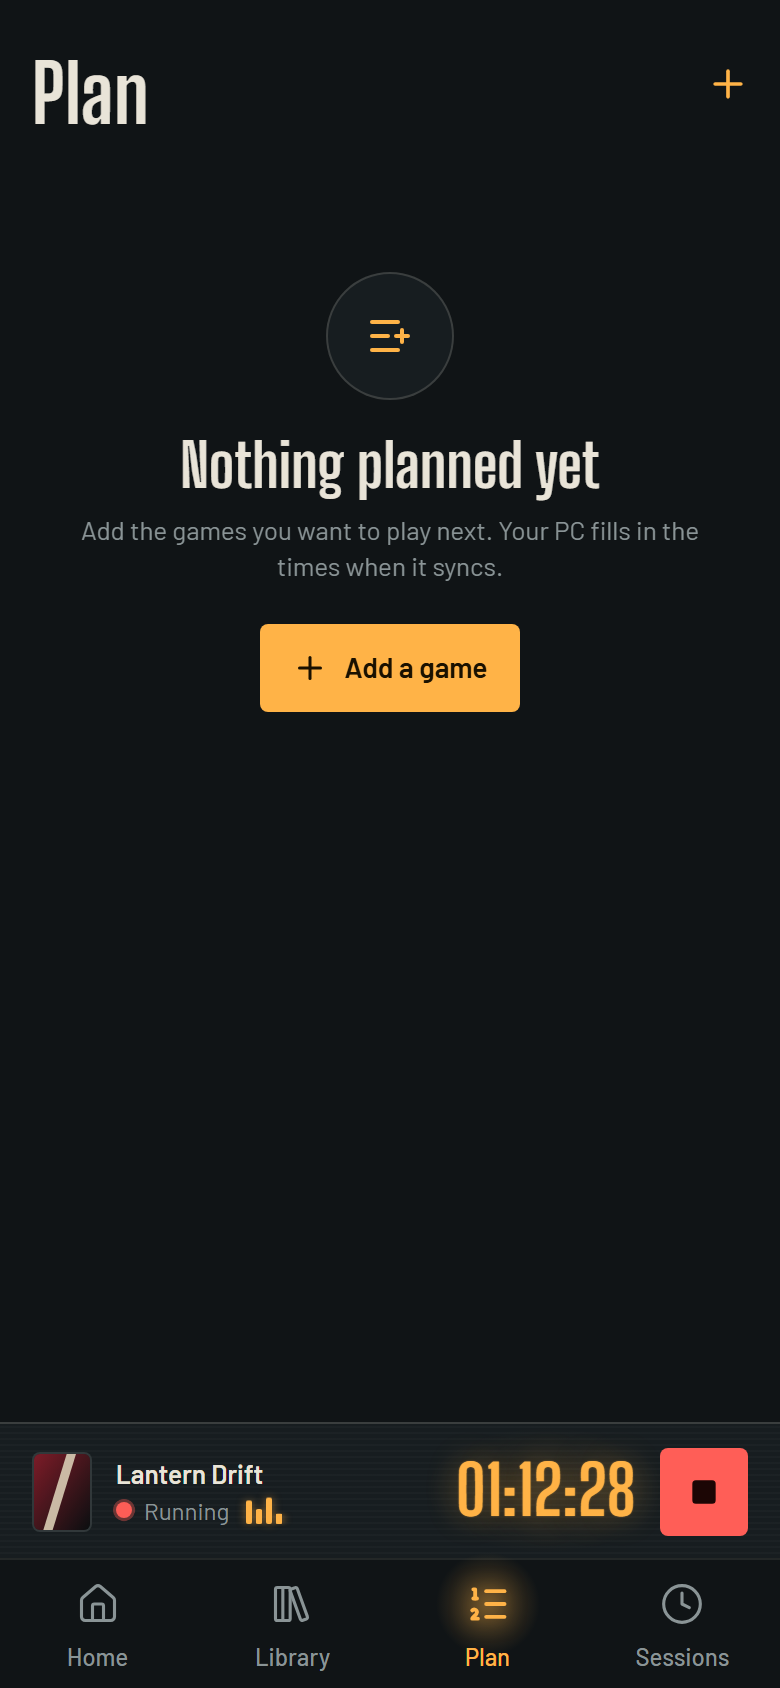 Plan
Nothing planned yet
Add the games you want to play next. Your PC fills in the
times when it syncs.
Add a game
Lantern Drift
Running
01:12:28
Home
Library
Plan
Sessions